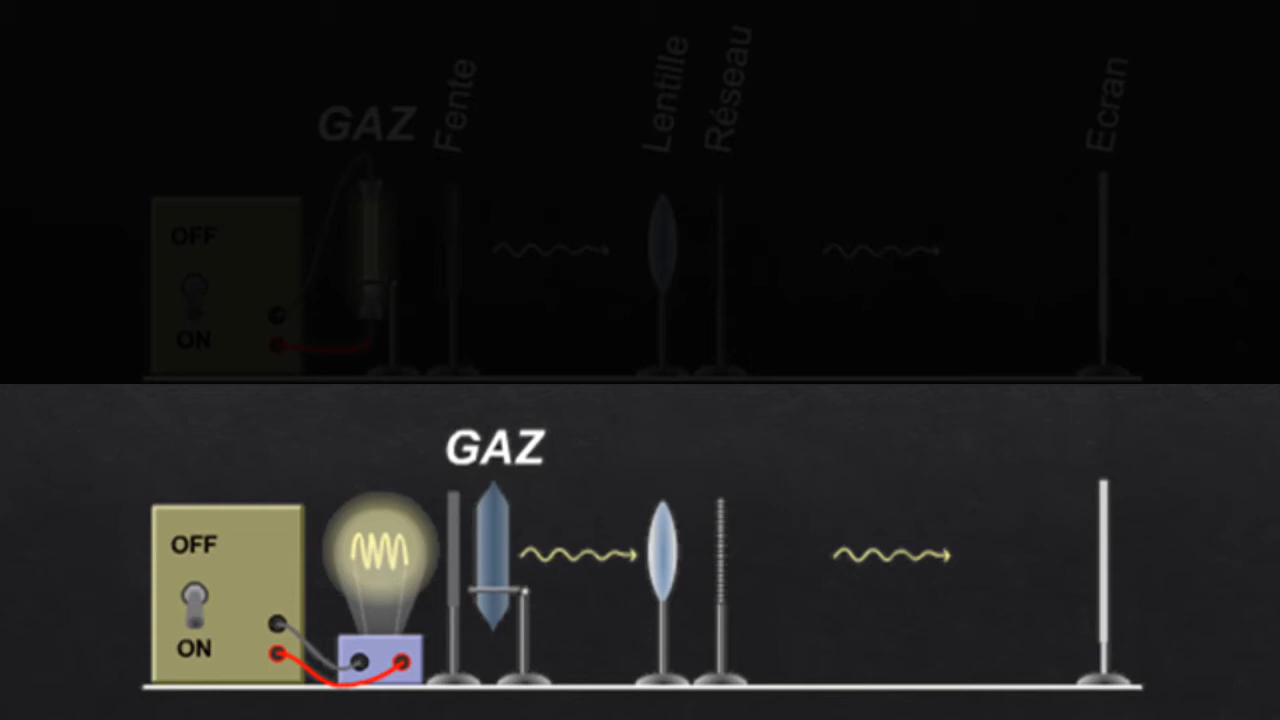 GAZ
Fente
Lentille
Réseau
Ecran
OFF
ON
GAZ
OFF
ON